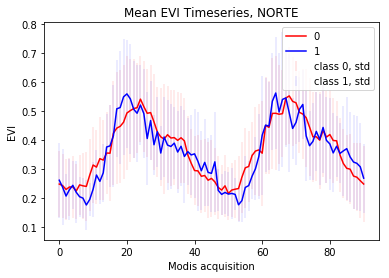 Mean EVI Timeseries, NORTE
0.8
0.7
0.6
0.5
0.4
0.3
0.2
0.1
EVI
0
1
class 0, std
class 1, std
0 20 40 60 80
Modis acquisition